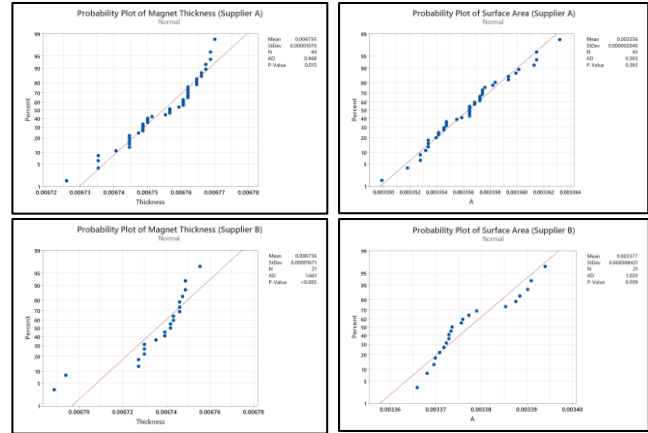 Probability Plot of Magnet Thickness (Supplier A)
Normal
Mean 0.006755
StDev 0.00001078
N 44
AD 0.968
P-Value 0.013
99
95
90
80
70
60
50
40
30
20
10
5
1
Percent
0.00672 0.00673 0.00674 0.00675 0.00676 0.00677 0.00678
Thickness
Probability Plot of Surface Area (Supplier A)
Normal
Mean 0.003356
StDev 0.000002848
N 43
AD 0.383
P-Value 0.383
99
95
90
80
70
60
50
40
30
20
10
5
1
Percent
0.003350 0.003352 0.003354 0.003356 0.003358 0.003360 0.003362 0.003364
A
Probability Plot of Magnet Thickness (Supplier B)
Normal
Mean 0.006736
StDev 0.00001671
N 21
AD 1.661
P-Value <0.005
99
95
90
80
70
60
50
40
30
20
10
5
1
Percent
0.00670 0.00672 0.00674 0.00676 0.00678
Thickness
Probability Plot of Surface Area (Supplier B)
Normal
Mean 0.003377
StDev 0.000008421
N 21
AD 1.020
P-Value 0.009
99
95
90
80
70
60
50
40
30
20
10
5
1
Percent
0.00336 0.00337 0.00338 0.00339 0.00340
A